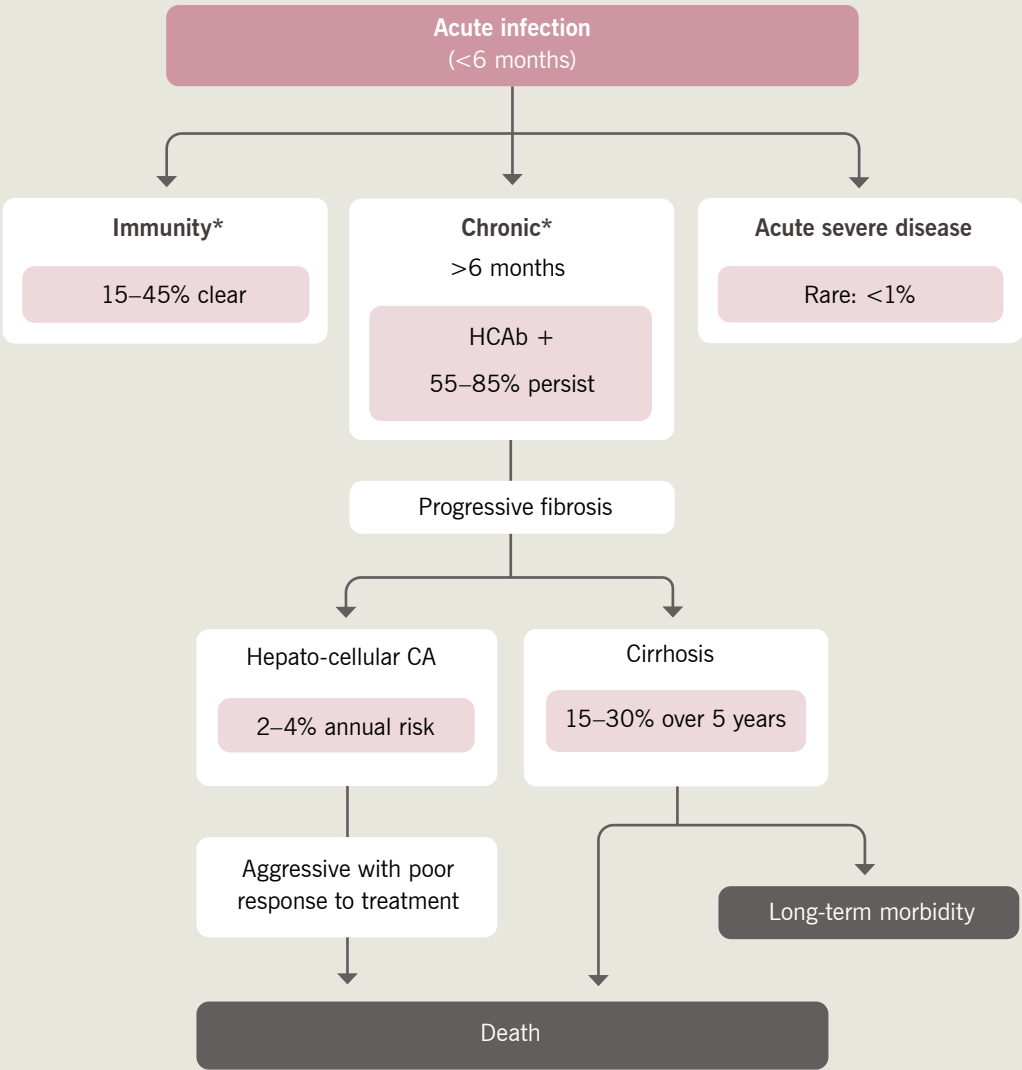 Acute infection
(<6 months)
Immunity*
15–45% clear
Chronic*
>6 months
HCAb +
55–85% persist
Acute severe disease
Rare: <1%
Progressive fibrosis
Hepato-cellular CA
2–4% annual risk
Cirrhosis
15–30% over 5 years
Aggressive with poor
response to treatment
Long-term morbidity
Death